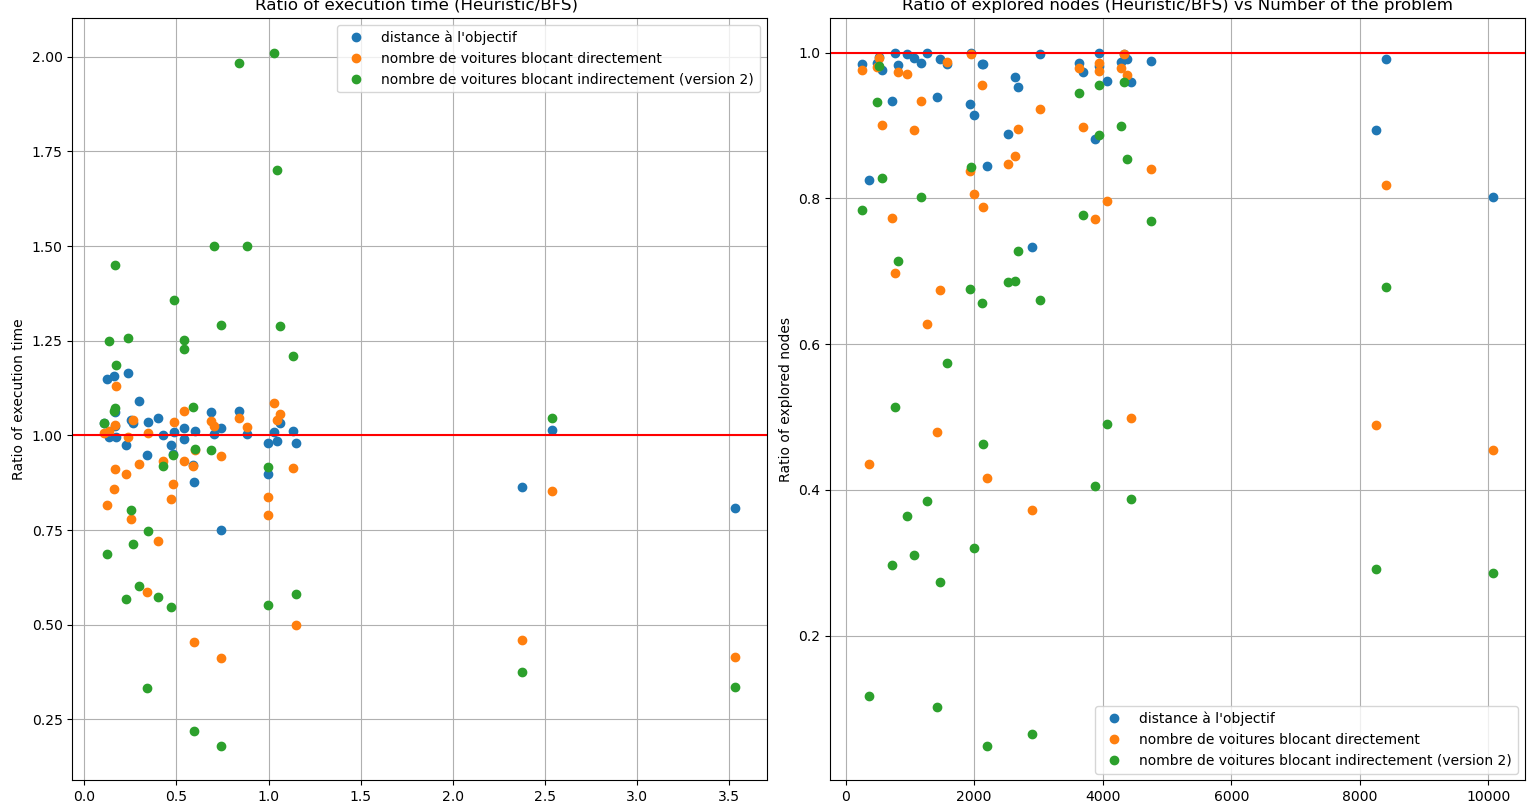 Ratio of execution time (Heuristic/BFS)
distance à l'objectif
nombre de voitures blocant directement
nombre de voitures blocant indirectement (version 2)
Ratio of execution time
2.00
1.75
1.50
1.25
1.00
0.75
0.50
0.25
0.0 0.5 1.0 1.5 2.0 2.5 3.0 3.5
Ratio of explored nodes (Heuristic/BFS) vs Number of the problem
Ratio of explored nodes
1.0
0.8
0.6
0.4
0.2
distance à l'objectif
nombre de voitures blocant directement
nombre de voitures blocant indirectement (version 2)
0 2000 4000 6000 8000 10000